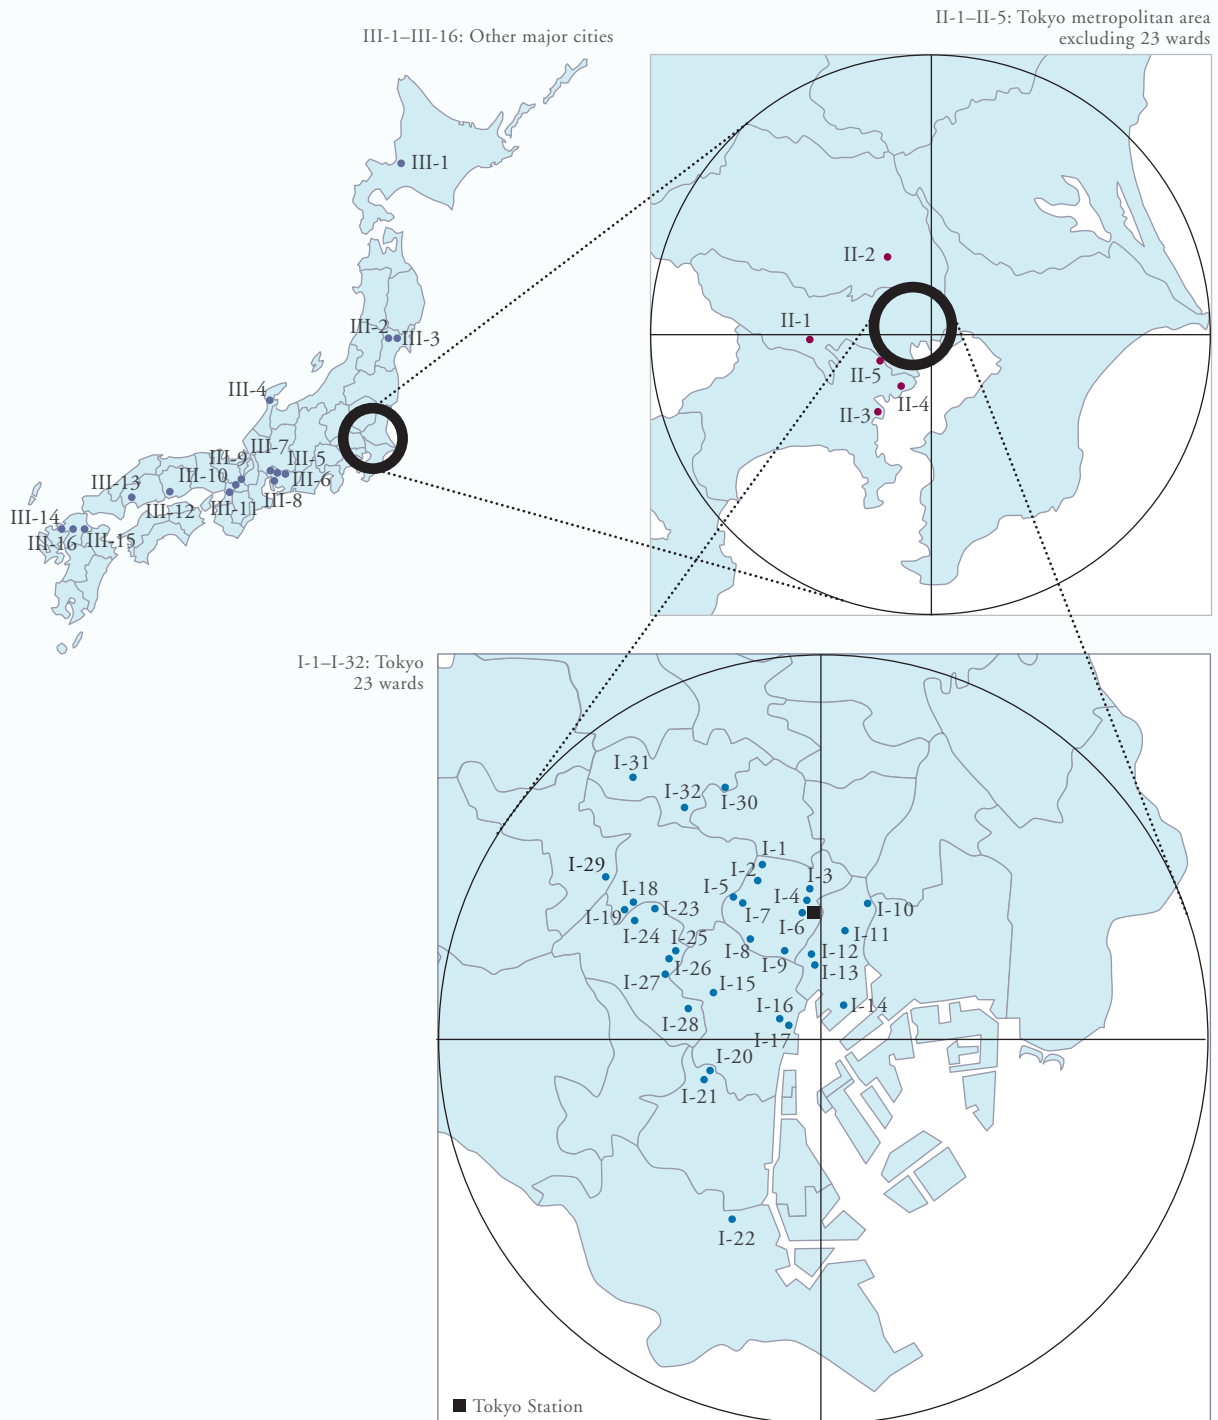 III-1–III-16: Other major cities
II-1–II-5: Tokyo metropolitan area
excluding 23 wards
III-1
III-2
III-3
III-4
III-7
III-9
III-5
III-10
III-6
III-13
III-8
III-11
III-12
III-14
III-16
III-15
II-2
II-1
II-5
II-4
II-3
I-1–I-32: Tokyo
23 wards
I-31
I-32
I-30
I-1
I-29
I-2
I-3
I-18
I-5
I-4
I-19
I-23
I-7
I-10
I-24
I-6
I-11
I-25
I-8
I-12
I-26
I-9
I-13
I-27
I-15
I-16
I-14
I-28
I-17
I-20
I-21
I-22
Tokyo Station